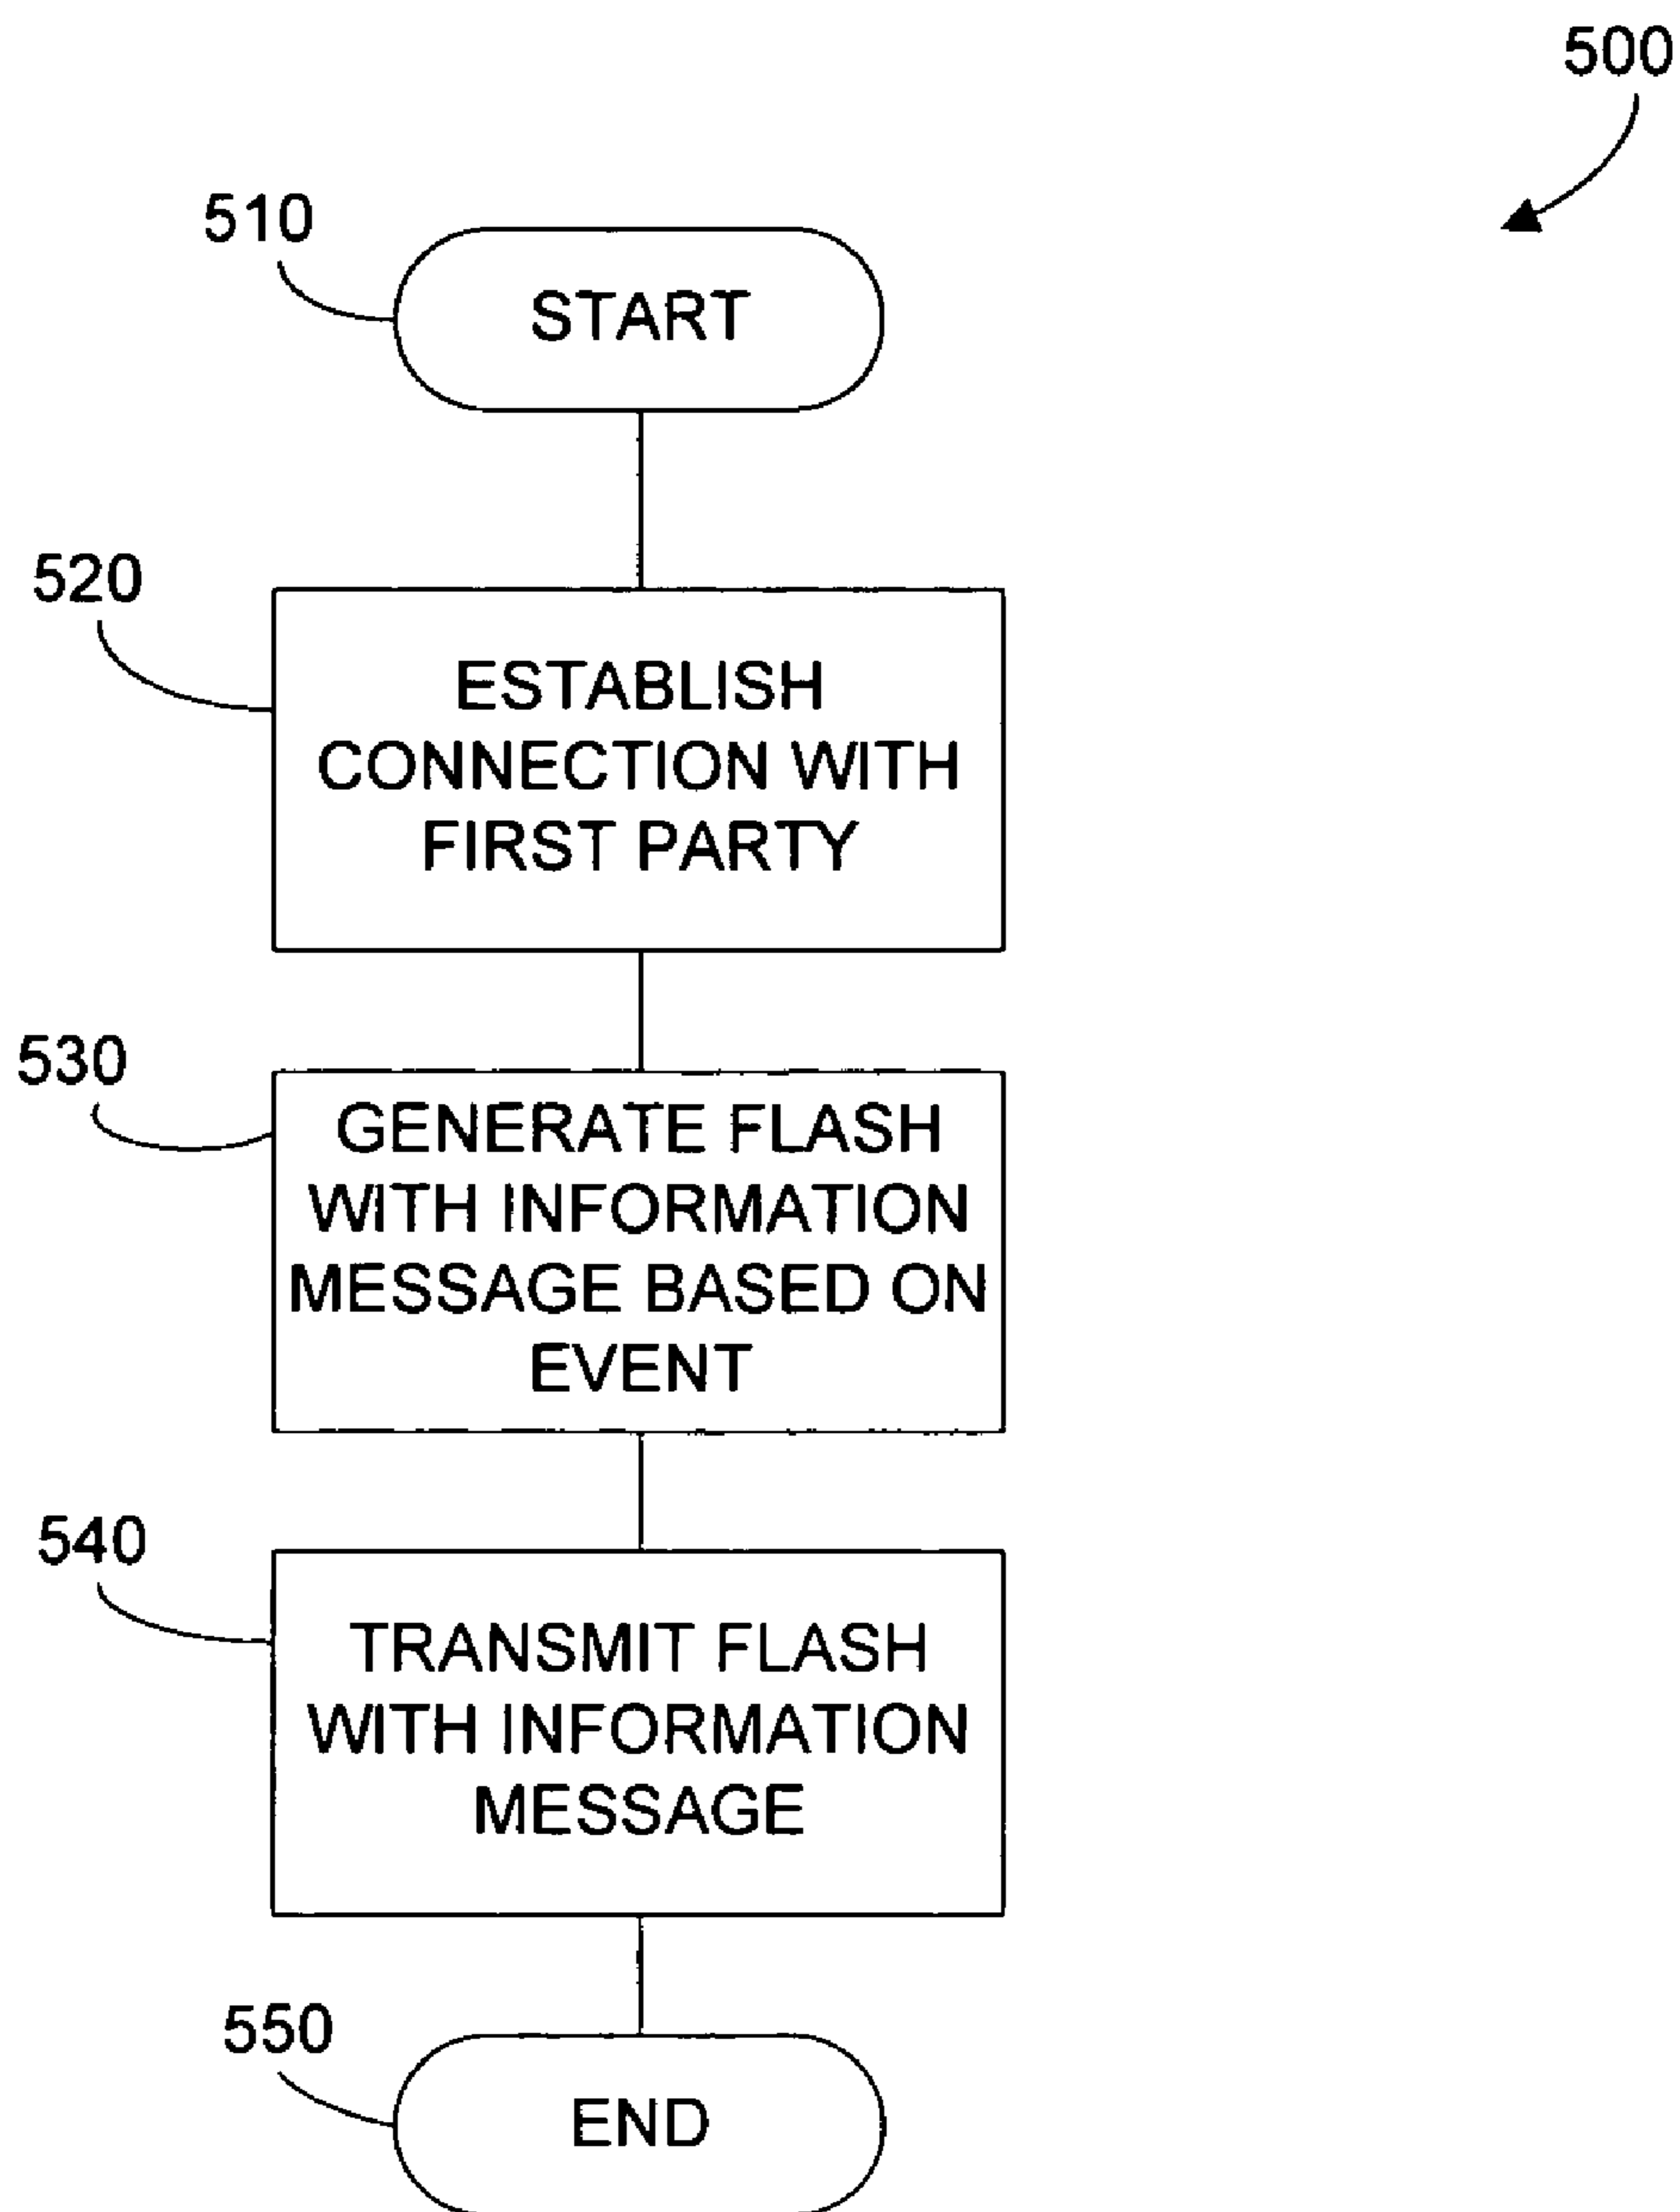 500
510
START
520
ESTABLISH
CONNECTION WITH
FIRST PARTY
530
GENERATE FLASH
WITH INFORMATION
MESSAGE BASED ON
EVENT
540
TRANSMIT FLASH
WITH INFORMATION
MESSAGE
550
END